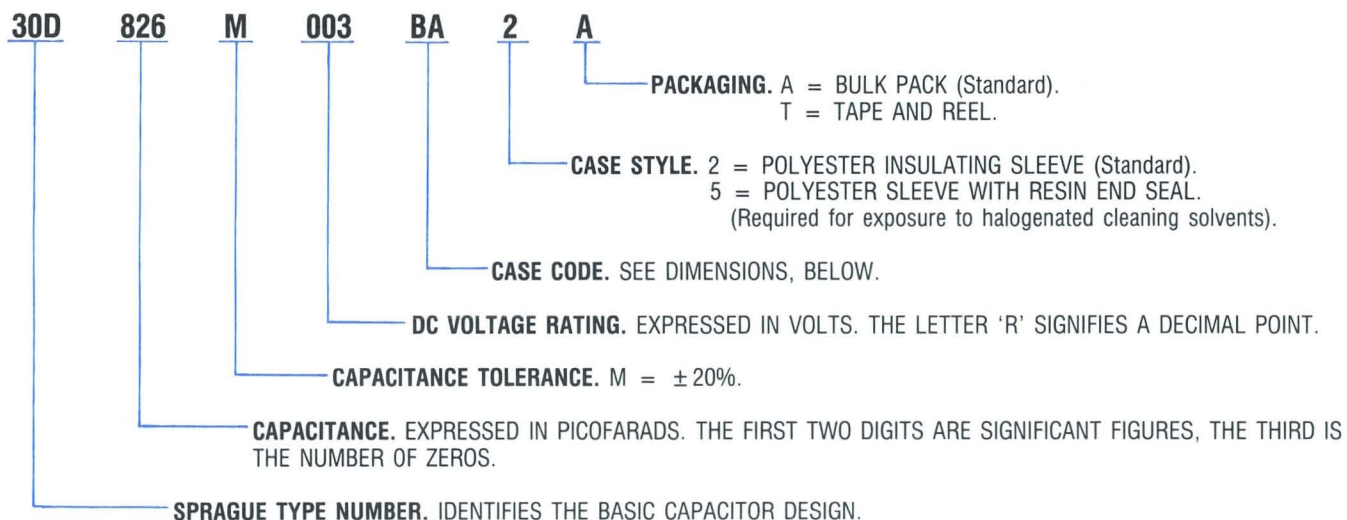 30D 826 M 003 BA 2 A
PACKAGING. A = BULK PACK (Standard).
T = TAPE AND REEL.
CASE STYLE. 2 = POLYESTER INSULATING SLEEVE (Standard).
5 = POLYESTER SLEEVE WITH RESIN END SEAL.
(Required for exposure to halogenated cleaning solvents).
CASE CODE. SEE DIMENSIONS, BELOW.
DC VOLTAGE RATING. EXPRESSED IN VOLTS. THE LETTER ‘R’ SIGNIFIES A DECIMAL POINT.
CAPACITANCE TOLERANCE. M = ±20%.
CAPACITANCE. EXPRESSED IN PICOFARADS. THE FIRST TWO DIGITS ARE SIGNIFICANT FIGURES, THE THIRD IS
THE NUMBER OF ZEROS.
SPRAGUE TYPE NUMBER. IDENTIFIES THE BASIC CAPACITOR DESIGN.